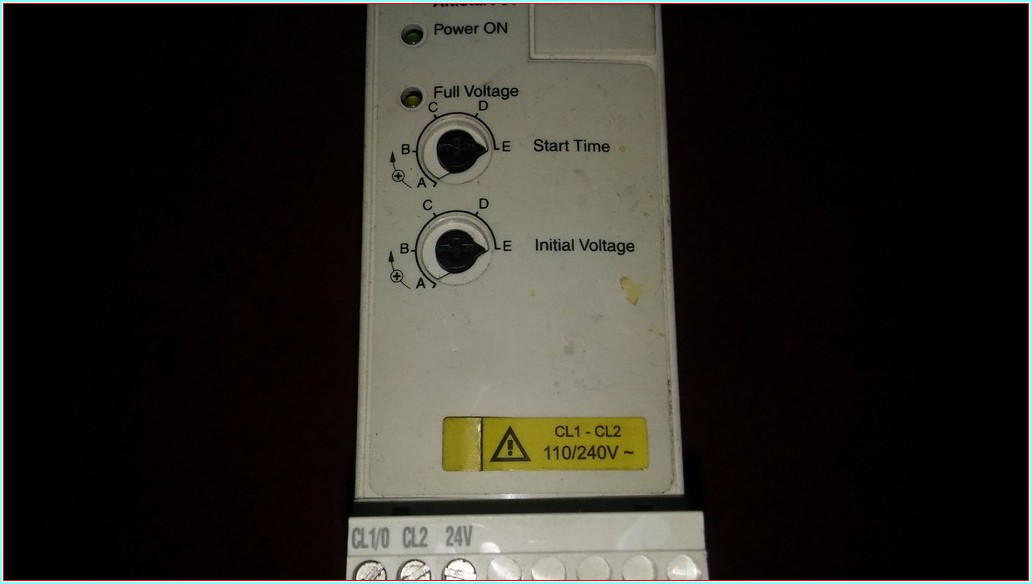 Power ON
Full Voltage
C D
B E Start Time
A
C D
B E Initial Voltage
A
CL1 - CL2
110/240V ~
CL1/0 CL2 24V